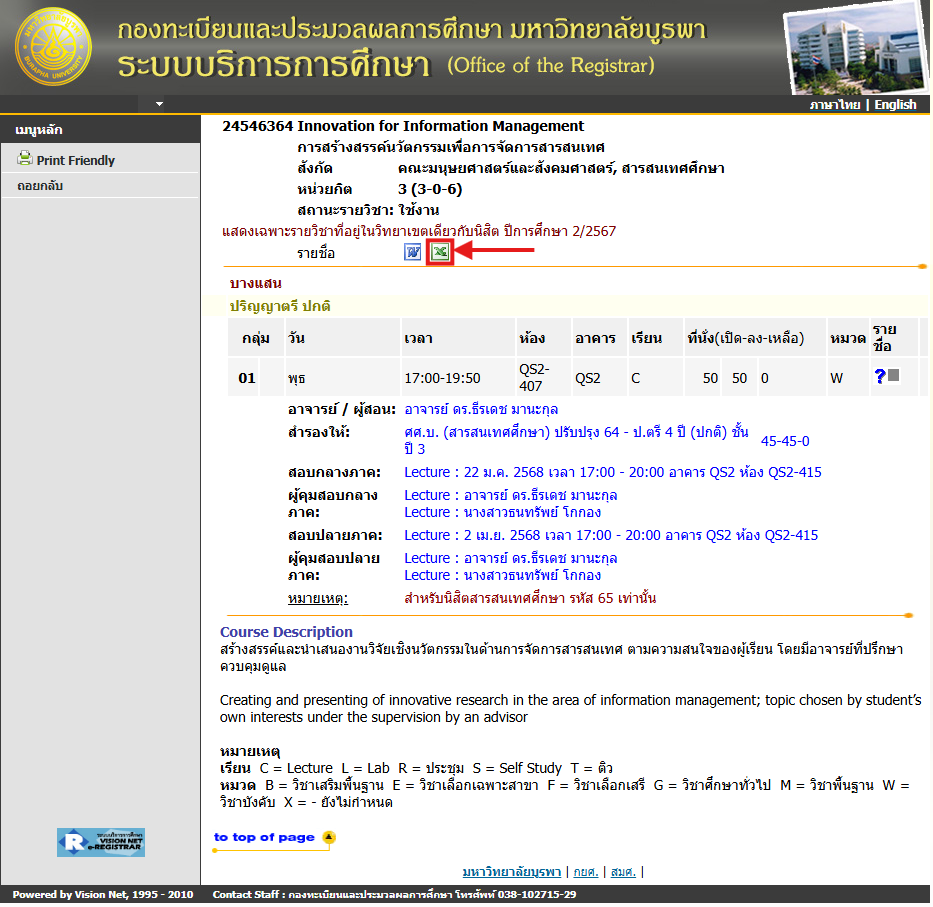 กองทะเบียนและประมวลผลการศึกษา มหาวิทยาลัยบูรพา
ระบบบริการการศึกษา (Office of the Registrar)
BURAPHA UNIVERSITY
ภาษาไทย | English
เมนูหลัก
Print Friendly
ถอยกลับ
24546364 Innovation for Information Management
การสร้างสรรค์นวัตกรรมเพื่อการจัดการสารสนเทศ
สังกัด คณะมนุษยศาสตร์และสังคมศาสตร์, สารสนเทศศึกษา
หน่วยกิต 3 (3-0-6)
สถานะรายวิชา: ใช้งาน
แสดงเฉพาะรายวิชาที่อยู่ในวิทยาเขตเดียวกับนิสิต ปีการศึกษา 2/2567
รายชื่อ
บางแสน
ปริญญาตรี ปกติ
กลุ่ม วัน เวลา ห้อง อาคาร เรียน ที่นั่ง(เปิด-ลง-เหลือ) หมวด รายชื่อ
01 พุธ 17:00-19:50 QS2-407 QS2 C 50 50 0 W ?
อาจารย์ / ผู้สอน: อาจารย์ ดร.ธีรเดช มานะกุล
สำรองให้: ศศ.บ. (สารสนเทศศึกษา) ปรับปรุง 64 - ป.ตรี 4 ปี (ปกติ) ชั้น
ปี 3 45-45-0
สอบกลางภาค: Lecture : 22 ม.ค. 2568 เวลา 17:00 - 20:00 อาคาร QS2 ห้อง QS2-415
ผู้คุมสอบกลาง Lecture : อาจารย์ ดร.ธีรเดช มานะกุล
ภาค: Lecture : นางสาวธนทรัพย์ โกกอง
สอบปลายภาค: Lecture : 2 เม.ย. 2568 เวลา 17:00 - 20:00 อาคาร QS2 ห้อง QS2-415
ผู้คุมสอบปลาย Lecture : อาจารย์ ดร.ธีรเดช มานะกุล
ภาค: Lecture : นางสาวธนทรัพย์ โกกอง
หมายเหตุ: สำหรับนิสิตสารสนเทศศึกษา รหัส 65 เท่านั้น
Course Description
สร้างสรรค์และนำเสนองานวิจัยเชิงนวัตกรรมในด้านการจัดการสารสนเทศ ตามความสนใจของผู้เรียน โดยมีอาจารย์ที่ปรึกษา
ควบคุมดูแล
Creating and presenting of innovative research in the area of information management; topic chosen by student's
own interests under the supervision by an advisor
หมายเหตุ
เรียน C = Lecture L = Lab R = ประชุม S = Self Study T = ติว
หมวด B = วิชาเสริมพื้นฐาน E = วิชาเลือกเฉพาะสาขา F = วิชาเลือกเสรี G = วิชาศึกษาทั่วไป M = วิชาพื้นฐาน W =
วิชาบังคับ X = - ยังไม่กำหนด
to top of page
ระบบบริการการศึกษา
VISION NET
e-REGISTRAR
มหาวิทยาลัยบูรพา | กยศ. | สมศ. |
Powered by Vision Net, 1995 - 2010 Contact Staff : กองทะเบียนและประมวลผลการศึกษา โทรศัพท์ 038-102715-29